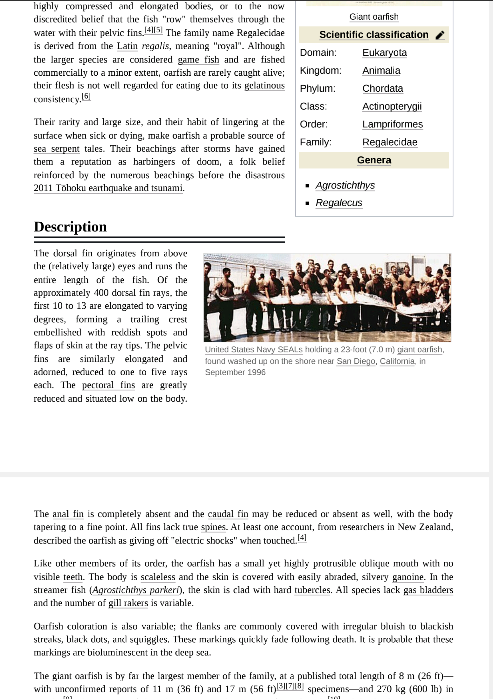 highly compressed and elongated bodies, or to the now
discredited belief that the fish "row" themselves through the
water with their pelvic fins.[4][5] The family name Regalecidae
is derived from the Latin regalis, meaning "royal". Although
the larger species are considered game fish and are fished
commercially to a minor extent, oarfish are rarely caught alive;
their flesh is not well regarded for eating due to its gelatinous
consistency.[6]
Their rarity and large size, and their habit of lingering at the
surface when sick or dying, make oarfish a probable source of
sea serpent tales. Their beachings after storms have gained
them a reputation as harbingers of doom, a folk belief
reinforced by the numerous beachings before the disastrous
2011 Tōhoku earthquake and tsunami.
Giant oarfish
Scientific classification
Domain: Eukaryota
Kingdom: Animalia
Phylum: Chordata
Class: Actinopterygii
Order: Lampriformes
Family: Regalecidae
Genera
Agrostichthys
Regalecus
Description
The dorsal fin originates from above
the (relatively large) eyes and runs the
entire length of the fish. Of the
approximately 400 dorsal fin rays, the
first 10 to 13 are elongated to varying
degrees, forming a trailing crest
embellished with reddish spots and
flaps of skin at the ray tips. The pelvic
fins are similarly elongated and
adorned, reduced to one to five rays
each. The pectoral fins are greatly
reduced and situated low on the body.
United States Navy SEALs holding a 23-foot (7.0 m) giant oarfish,
found washed up on the shore near San Diego, California, in
September 1996
The anal fin is completely absent and the caudal fin may be reduced or absent as well, with the body
tapering to a fine point. All fins lack true spines. At least one account, from researchers in New Zealand,
described the oarfish as giving off "electric shocks" when touched.[4]
Like other members of its order, the oarfish has a small yet highly protrusible oblique mouth with no
visible teeth. The body is scaleless and the skin is covered with easily abraded, silvery ganoine. In the
streamer fish (Agrostichthys parkeri), the skin is clad with hard tubercles. All species lack gas bladders
and the number of gill rakers is variable.
Oarfish coloration is also variable; the flanks are commonly covered with irregular bluish to blackish
streaks, black dots, and squiggles. These markings quickly fade following death. It is probable that these
markings are bioluminescent in the deep sea.
The giant oarfish is by far the largest member of the family, at a published total length of 8 m (26 ft)—
with unconfirmed reports of 11 m (36 ft) and 17 m (56 ft)[3][7][8] specimens—and 270 kg (600 lb) in